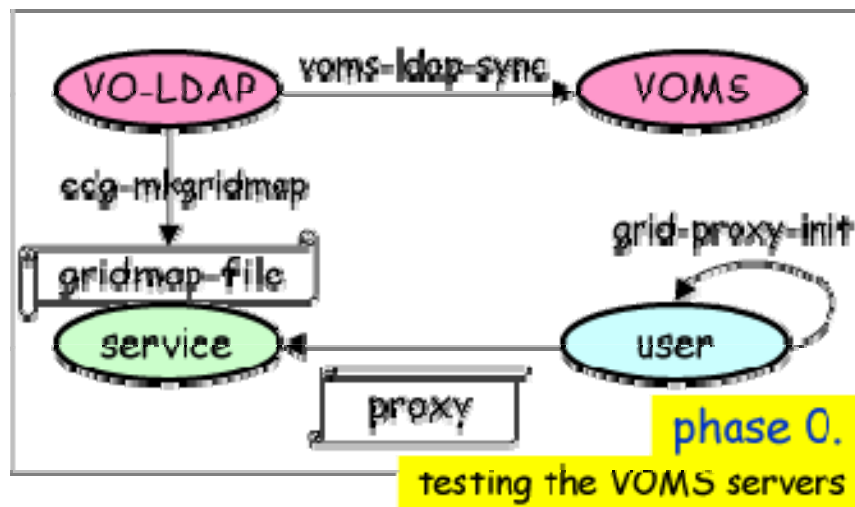 voms-ldap-sync
VO-LDAP
VOMS
edg-mkgridmap
grid-proxy-init
gridmap-file
service
user
proxy
phase 0.
testing the VOMS servers